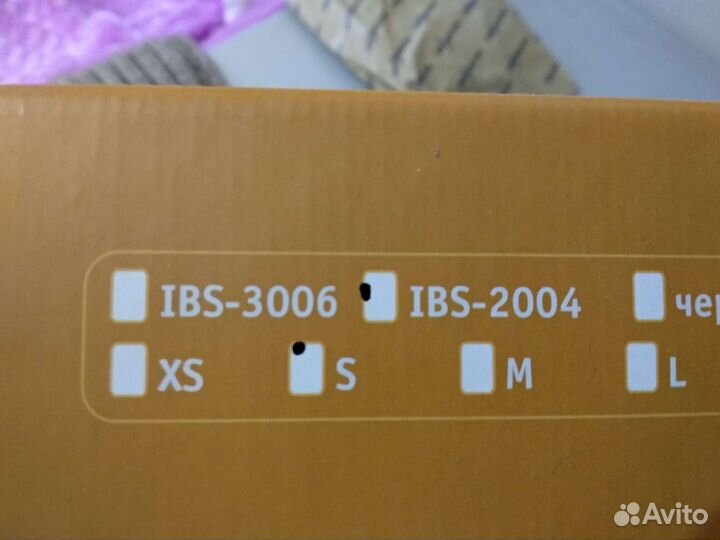 IBS-3006 IBS-2004 чер
XS S M L
Avito